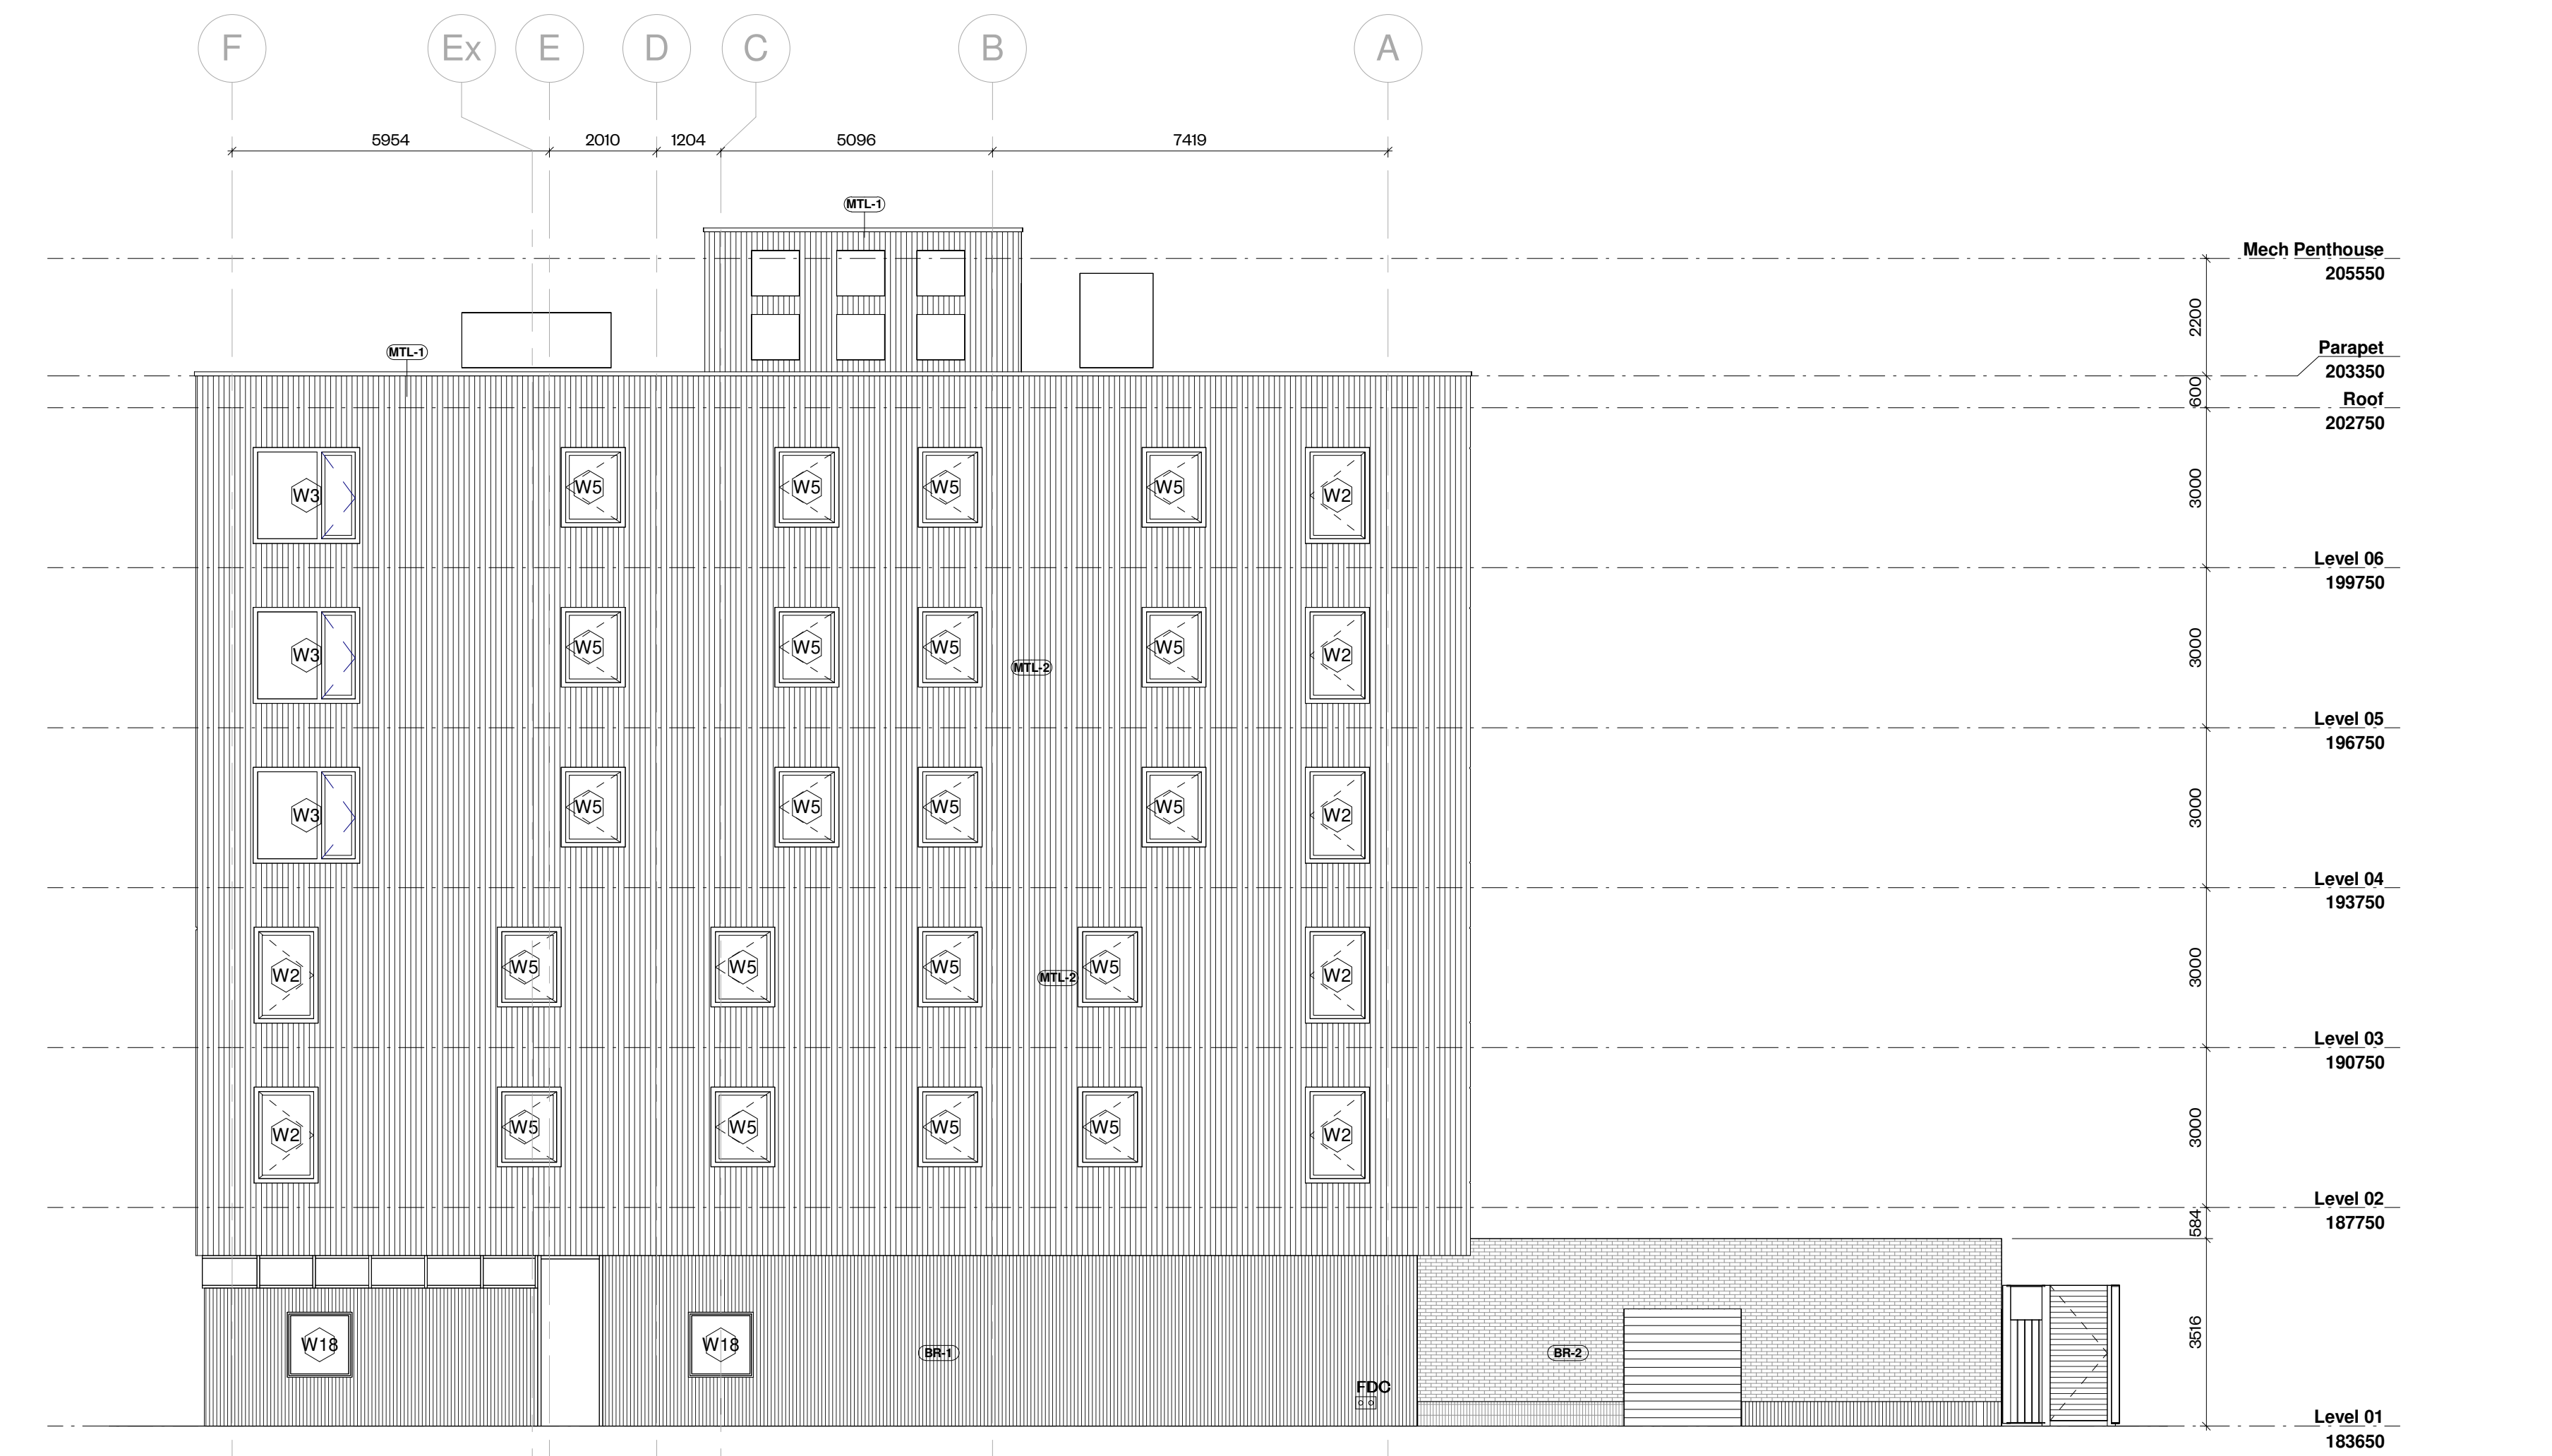 F Ex E D C B A
5954 2010 1204 5096 7419
MTL-1
Mech Penthouse
205550
2200
MTL-1
Parapet
203350
600
Roof
202750
W3 W5 W5 W5 W5 W2
3000
Level 06
199750
W3 W5 W5 W5 W5 W2
3000
MTL-2
Level 05
196750
W3 W5 W5 W5 W5 W2
3000
Level 04
193750
W2 W5 W5 W5 MTL-2 W5 W2
3000
Level 03
190750
W2 W5 W5 W5 W5 W2
3000
Level 02
187750
584
W18 W18 BR-1 BR-2
3516
FDC
Level 01
183650